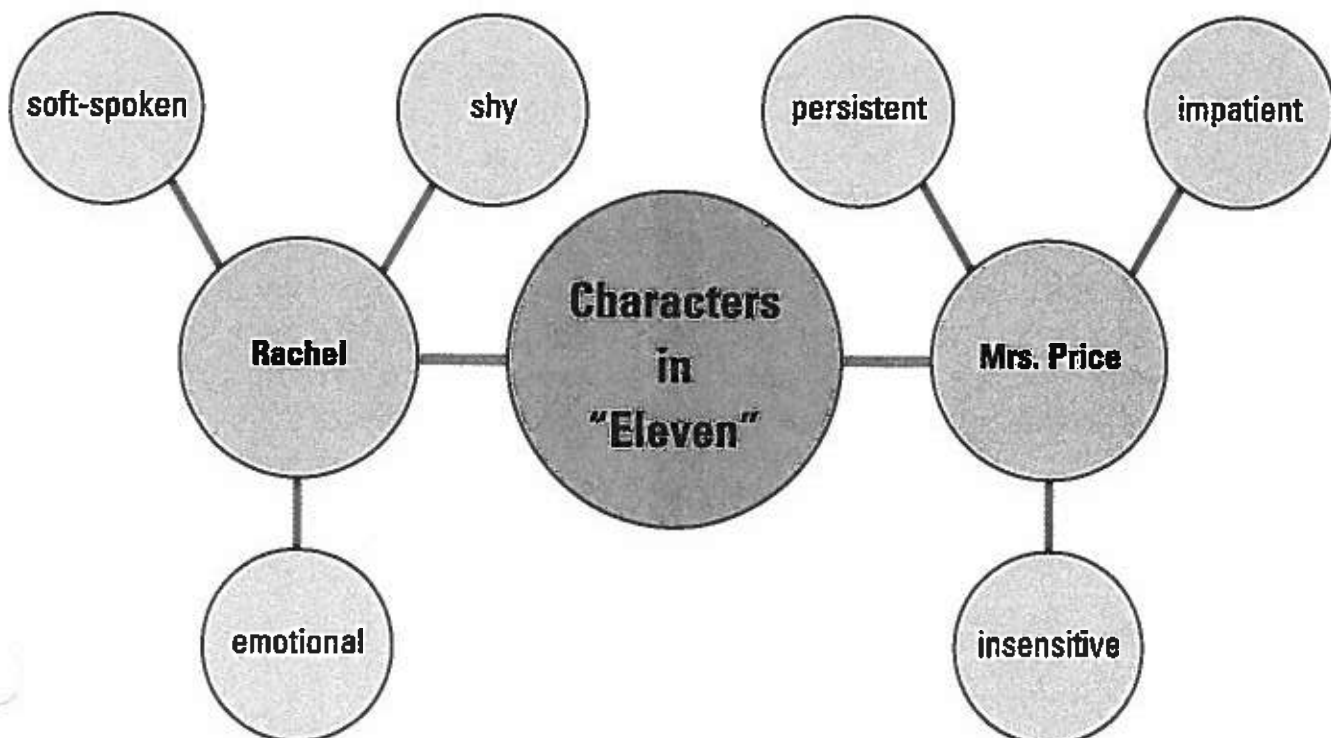 soft-spoken
shy
persistent
impatient
Rachel
Characters
in
"Eleven"
Mrs. Price
emotional
insensitive